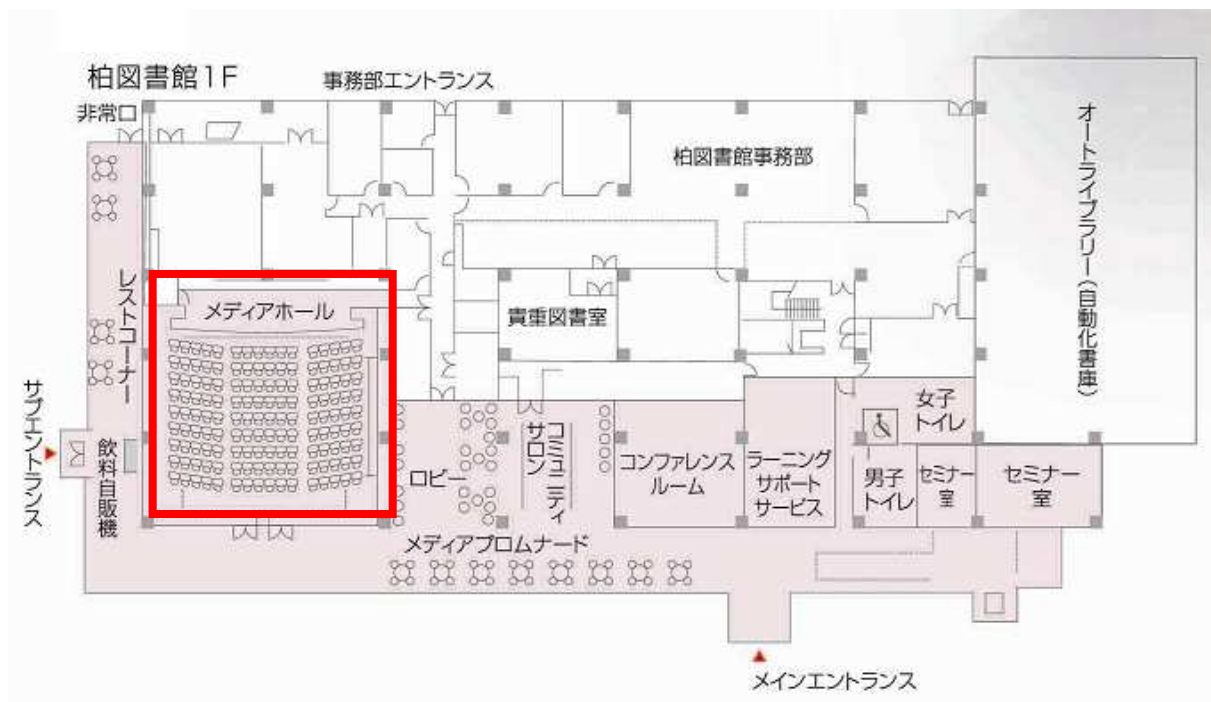 柏図書館1F
事務部エントランス
非常口
オートライブラリー(自動化書庫)
柏図書館事務部
レストコーナー
メディアホール
貴重図書室
サブエントランス
飲料自販機
ロビー
コミュニティ
サロン
コンファレンス
ルーム
ラーニング
サポート
サービス
女子
トイレ
男子
トイレ
セミナー
室
セミナー
室
メディアプロムナード
メインエントランス